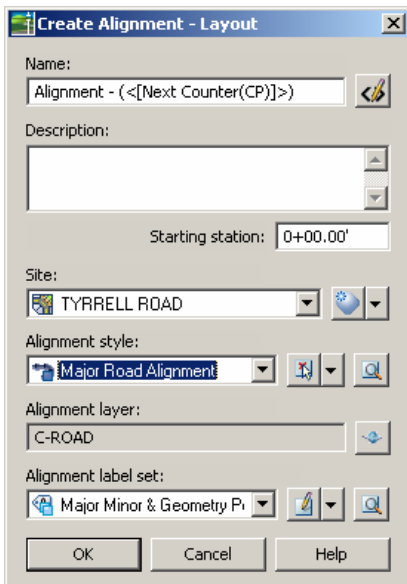 Create Alignment - Layout
Name:
Alignment - (<[Next Counter(CP)]>)
Description:
Starting station: 0+00.00'
Site:
TYRRELL ROAD
Alignment style:
Major Road Alignment
Alignment layer:
C-ROAD
Alignment label set:
Major Minor & Geometry
OK Cancel Help